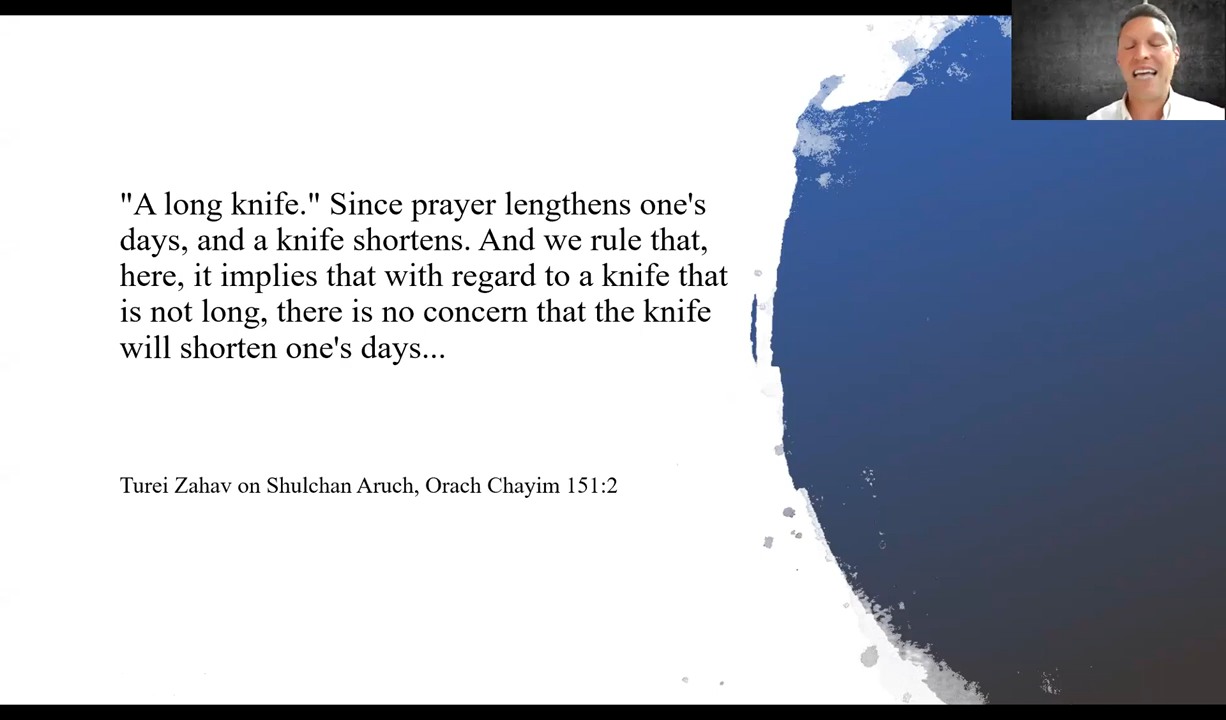 "A long knife." Since prayer lengthens one's
days, and a knife shortens. And we rule that,
here, it implies that with regard to a knife that
is not long, there is no concern that the knife
will shorten one's days...
Turei Zahav on Shulchan Aruch, Orach Chayim 151:2